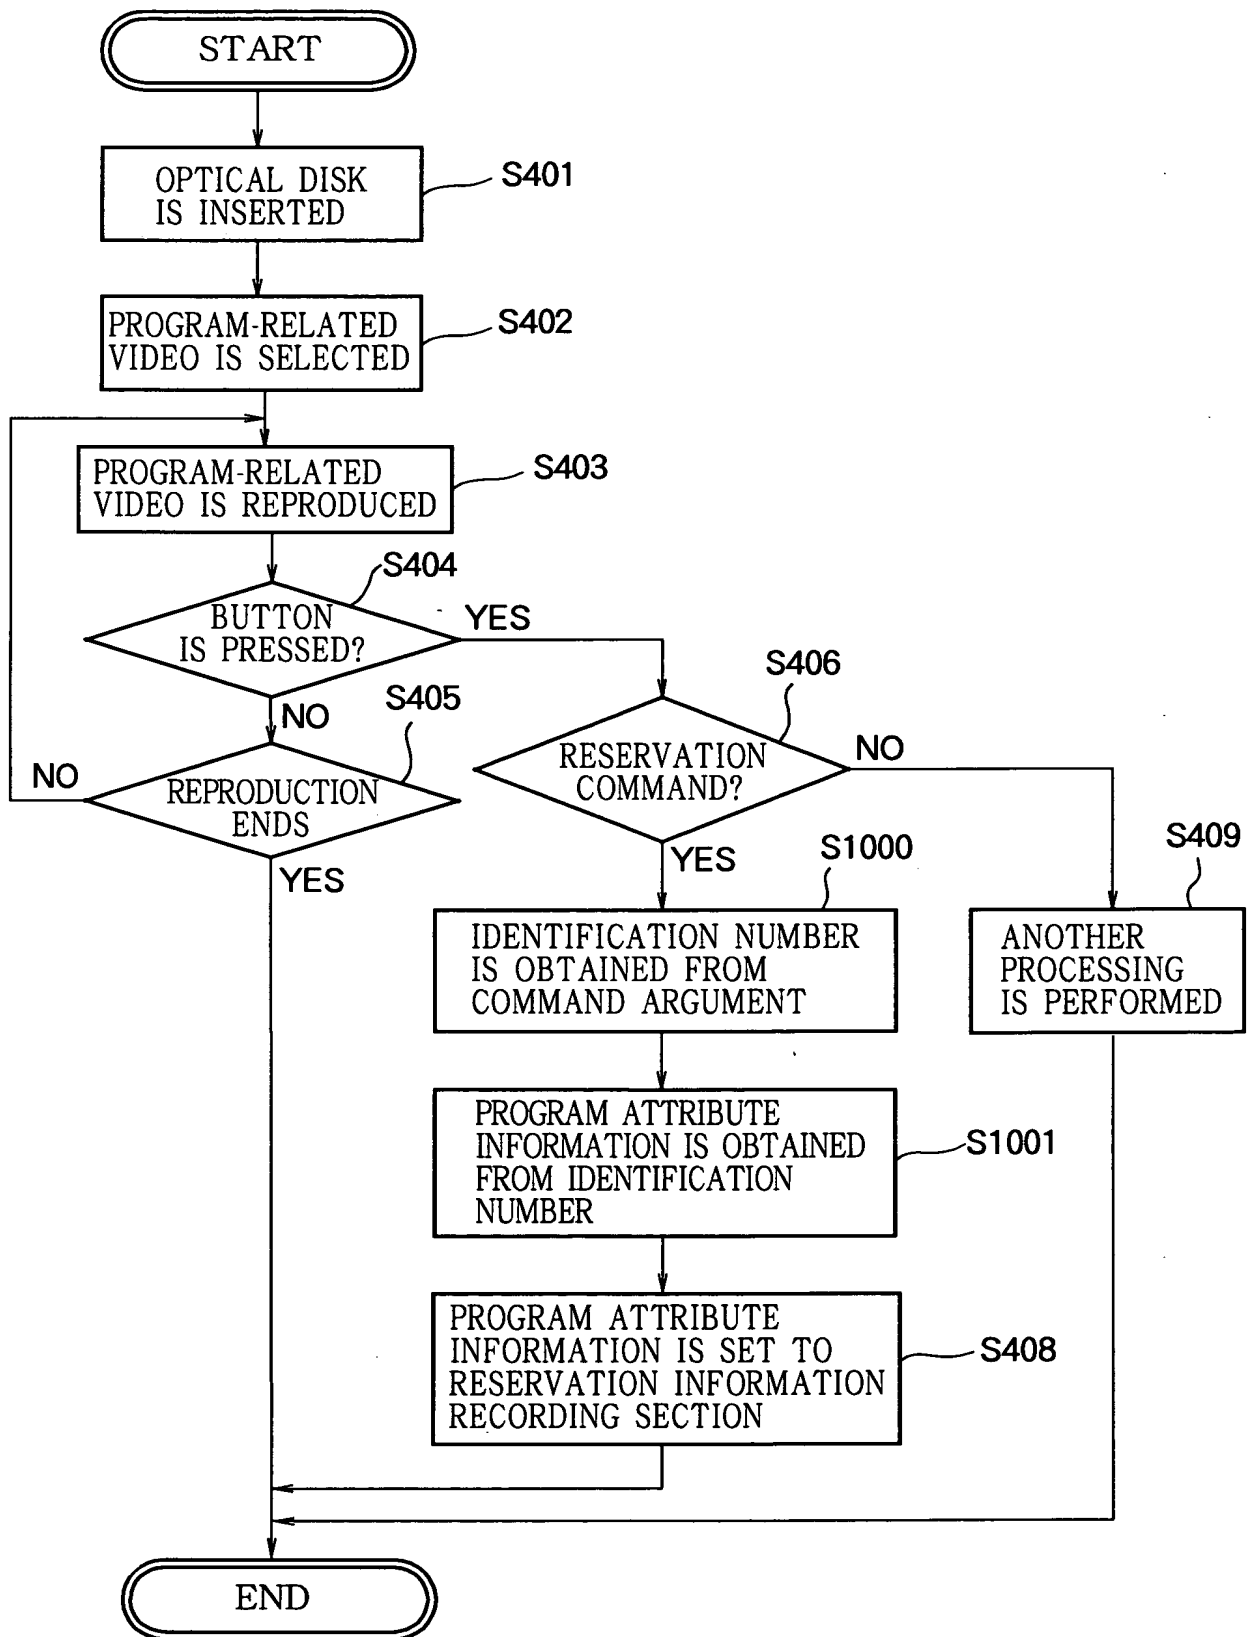 START
OPTICAL DISK
IS INSERTED
S401
PROGRAM-RELATED
VIDEO IS SELECTED
S402
PROGRAM-RELATED
VIDEO IS REPRODUCED
S403
S404
BUTTON
IS PRESSED?
YES
NO
S405
REPRODUCTION
ENDS
NO
YES
S406
RESERVATION
COMMAND?
NO
YES
S1000
IDENTIFICATION NUMBER
IS OBTAINED FROM
COMMAND ARGUMENT
S409
ANOTHER
PROCESSING
IS PERFORMED
PROGRAM ATTRIBUTE
INFORMATION IS OBTAINED
FROM IDENTIFICATION
NUMBER
S1001
PROGRAM ATTRIBUTE
INFORMATION IS SET TO
RESERVATION INFORMATION
RECORDING SECTION
S408
END